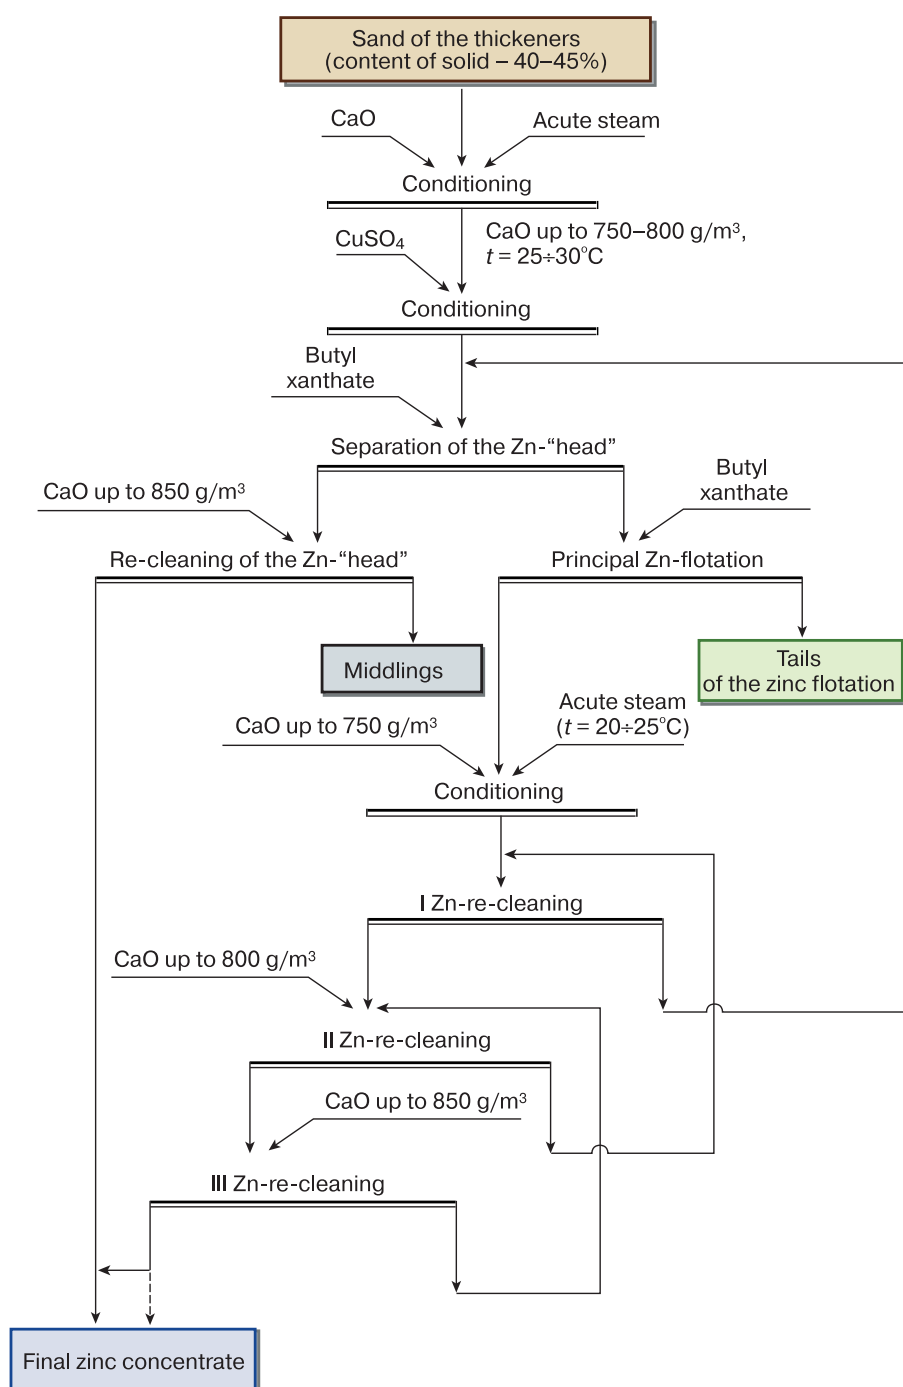 Sand of the thickeners
(content of solid – 40–45%)
CaO
Acute steam
Conditioning
CuSO₄
CaO up to 750–800 g/m³,
t = 25÷30°C
Conditioning
Butyl
xanthate
Separation of the Zn-“head”
CaO up to 850 g/m³
Butyl
xanthate
Re-cleaning of the Zn-“head”
Principal Zn-flotation
Middlings
Tails
of the zinc flotation
CaO up to 750 g/m³
Acute steam
(t = 20÷25°C)
Conditioning
I Zn-re-cleaning
CaO up to 800 g/m³
II Zn-re-cleaning
CaO up to 850 g/m³
III Zn-re-cleaning
Final zinc concentrate